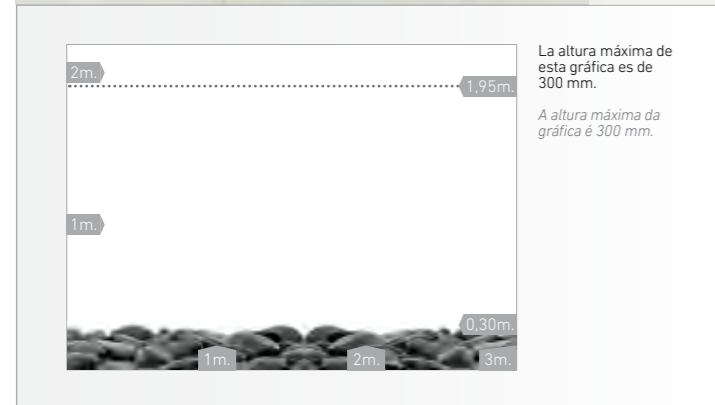 2m.
1,95m.
1m.
0,30m.
1m.
2m.
3m.
La altura máxima de
esta gráfica es de
300 mm.
A altura máxima da
gráfica é 300 mm.